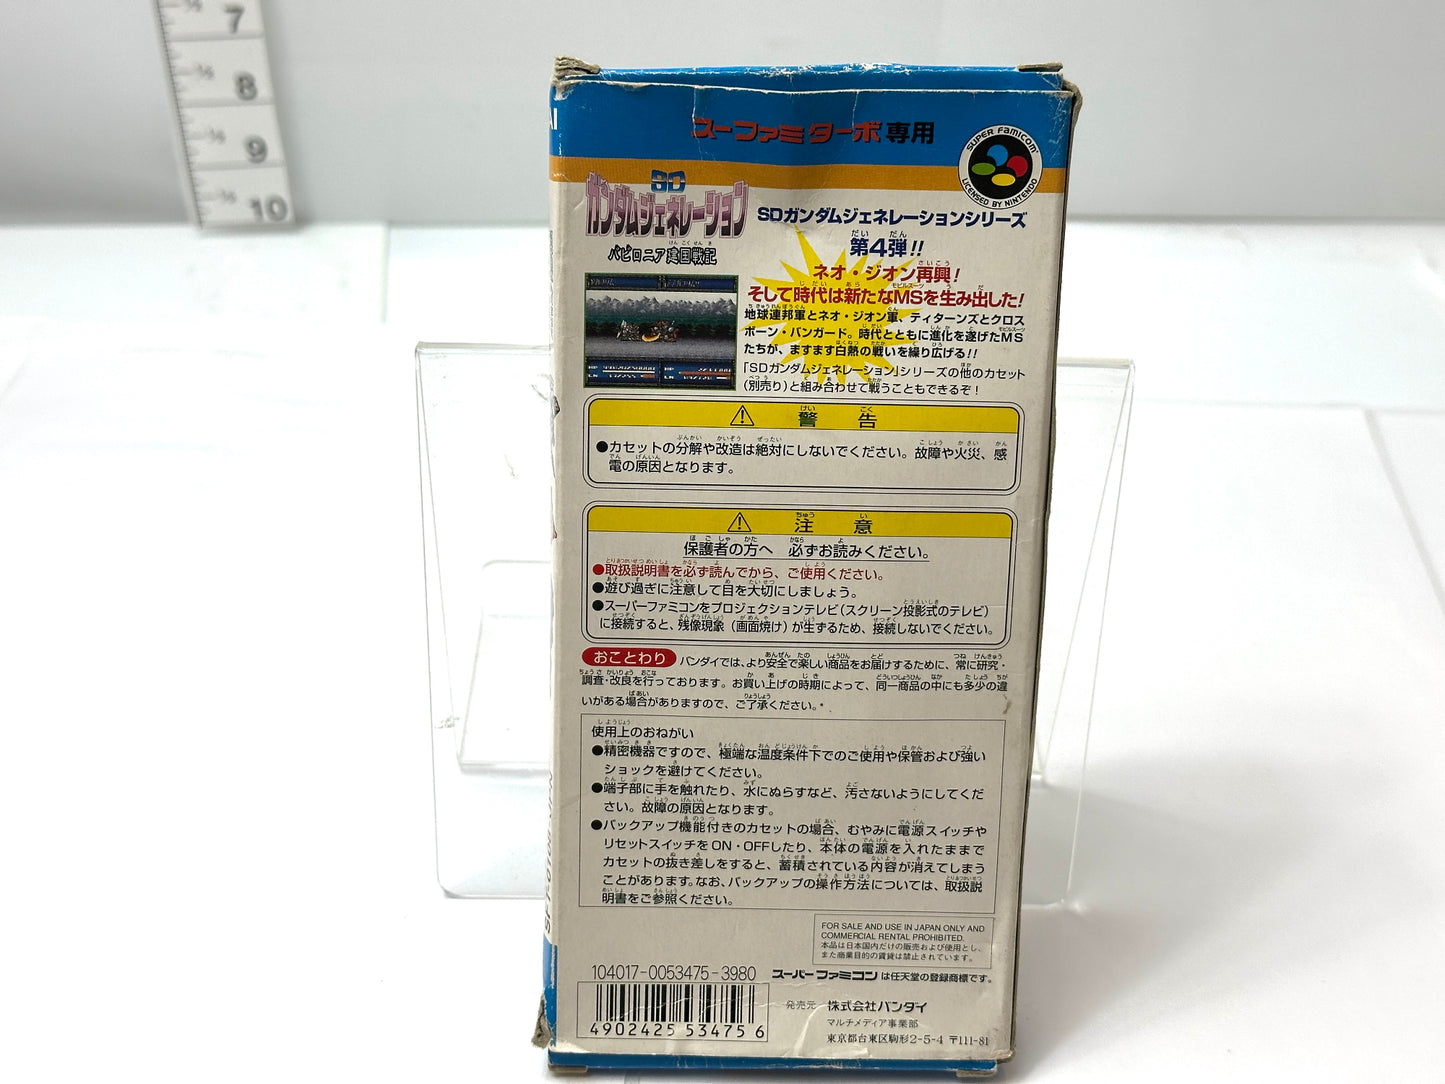 7
8
9
10
スーファミターボ専用
SUPER FAMICOM
LICENSED BY NINTENDO
SD
ガンダムジェネレーション
バビロニア建国戦記
SDガンダムジェネレーションシリーズ
第4弾!!
ネオ・ジオン再興!
そして時代は新たなMSを生み出した!
地球連邦軍とネオ・ジオン軍、ティターンズとクロス
ボーン・バンガード。時代とともに進化を遂げたMS
たちが、ますます白熱の戦いを繰り広げる!!
「SDガンダムジェネレーション」シリーズの他のカセット
(別売り)と組み合わせて戦うこともできるぞ!
警告
●カセットの分解や改造は絶対にしないでください。故障や火災、感
電の原因となります。
注意
保護者の方へ 必ずお読みください。
●取扱説明書を必ず読んでから、ご使用ください。
●遊び過ぎに注意して目を大切にしましょう。
●スーパーファミコンをプロジェクションテレビ(スクリーン投影式のテレビ)
に接続すると、残像現象(画面焼け)が生ずるため、接続しないでください。
おことわり バンダイでは、より安全で楽しい商品をお届けするために、常に研究・
調査・改良を行っております。お買い上げの時期によって、同一商品の中にも多少の違
いがある場合がありますので、ご了承ください。
使用上のおねがい
●精密機器ですので、極端な温度条件下でのご使用や保管および強い
ショックを避けてください。
●端子部に手を触れたり、水にぬらすなど、汚さないようにしてくだ
さい。故障の原因となります。
●バックアップ機能付きのカセットの場合、むやみに電源スイッチや
リセットスイッチをON・OFFしたり、本体の電源を入れたままで
カセットの抜き差しをすると、蓄積されている内容が消えてしまう
ことがあります。なお、バックアップの操作方法については、取扱説
明書をご参照ください。
FOR SALE AND USE IN JAPAN ONLY AND
COMMERCIAL RENTAL PROHIBITED.
本品は日本国内だけの販売および使用とし、
また商業目的の賃貸は禁止されています。
104017-0053475-3980
スーパーファミコンは任天堂の登録商標です。
4902425 534756
発売元 株式会社バンダイ
マルチメディア事業部
東京都台東区駒形2-5-4 〒111-81